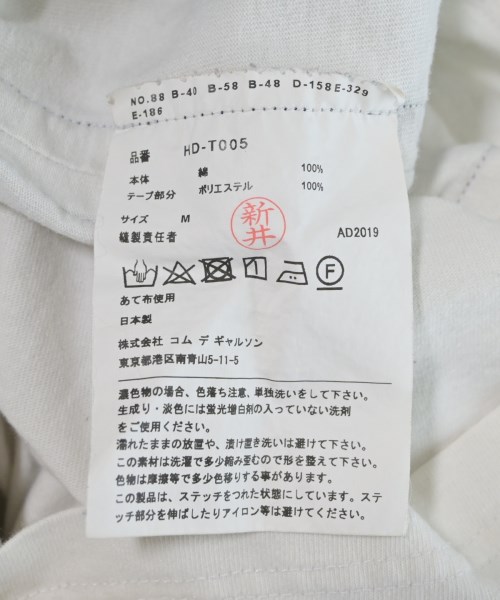 NO.88 B-40 B-58 B-48 D-158 E-329
E-186
品番 HD-T005
本体 綿 100%
テープ部分 ポリエステル 100%
サイズ M
縫製責任者 新井 AD2019
F
あて布使用
日本製
株式会社 コム デ ギャルソン
東京都港区南青山5-11-5
濃色物の場合、色落ち注意、単独洗いをして下さい。
生成り・淡色には蛍光増白剤の入っていない洗剤
をご使用ください。
濡れたままの放置や、漬け置き洗いは避けて下さい。
この素材は洗濯で多少縮み歪むので形を整えて下さい。
色物は摩擦等で多少色移りする事があります。
この製品は、ステッチをつれた状態にしています。ステ
ッチ部分を伸ばしたりアイロン等は避けてください。